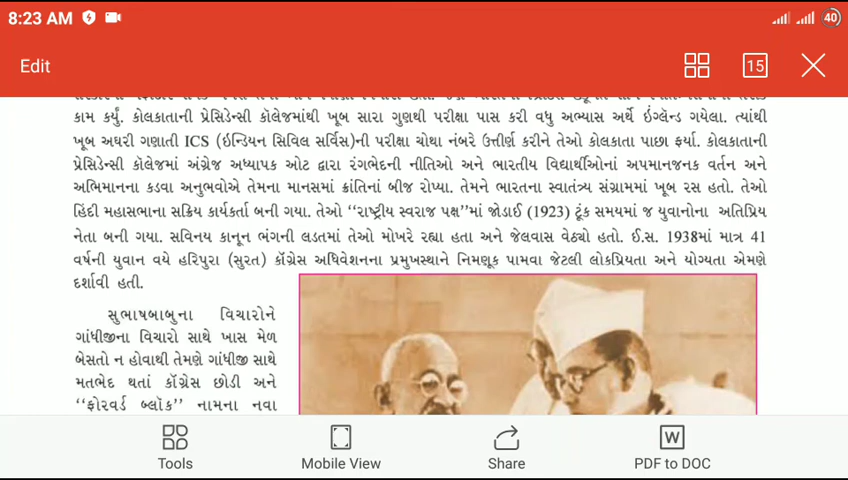 8:23 AM
40
Edit
15
કામ કર્યું. કોલકાતાની પ્રેસિડેન્સી કૉલેજમાંથી ખૂબ સારા ગુણથી પરીક્ષા પાસ કરી વધુ અભ્યાસ અર્થે ઇંગ્લૅન્ડ ગયેલા. ત્યાંથી
ખૂબ અઘરી ગણાતી ICS (ઇન્ડિયન સિવિલ સર્વિસ)ની પરીક્ષા ચોથા નંબરે ઉત્તીર્ણ કરીને તેઓ કોલકાતા પાછા ફર્યા. કોલકાતાની
પ્રેસિડેન્સી કૉલેજમાં અંગ્રેજ અધ્યાપક ઓટ દ્વારા રંગભેદની નીતિઓ અને ભારતીય વિદ્યાર્થીઓનાં અપમાનજનક વર્તન અને
અભિમાનના કડવા અનુભવોએ તેમના માનસમાં ક્રાંતિનાં બીજ રોપ્યા. તેમને ભારતના સ્વાતંત્ર્ય સંગ્રામમાં ખૂબ રસ હતો. તેઓ
હિંદી મહાસભાના સક્રિય કાર્યકર્તા બની ગયા. તેઓ ‘‘રાષ્ટ્રીય સ્વરાજ પક્ષ’’માં જોડાઈ (1923) ટૂંક સમયમાં જ યુવાનોના અતિપ્રિય
નેતા બની ગયા. સવિનય કાનૂન ભંગની લડતમાં તેઓ મોખરે રહ્યા હતા અને જેલવાસ વેઠ્યો હતો. ઈ.સ. 1938માં માત્ર 41
વર્ષની યુવાન વયે હરિપુરા (સુરત) કૉંગ્રેસ અધિવેશનના પ્રમુખસ્થાને નિમણૂક પામવા જેટલી લોકપ્રિયતા અને યોગ્યતા એમણે
દર્શાવી હતી.
સુભાષબાબુના વિચારોને
ગાંધીજીના વિચારો સાથે ખાસ મેળ
બેસતો ન હોવાથી તેમણે ગાંધીજી સાથે
મતભેદ થતાં કૉંગ્રેસ છોડી અને
‘‘ફોરવર્ડ બ્લૉક’’ નામના નવા
Tools
Mobile View
Share
W
PDF to DOC